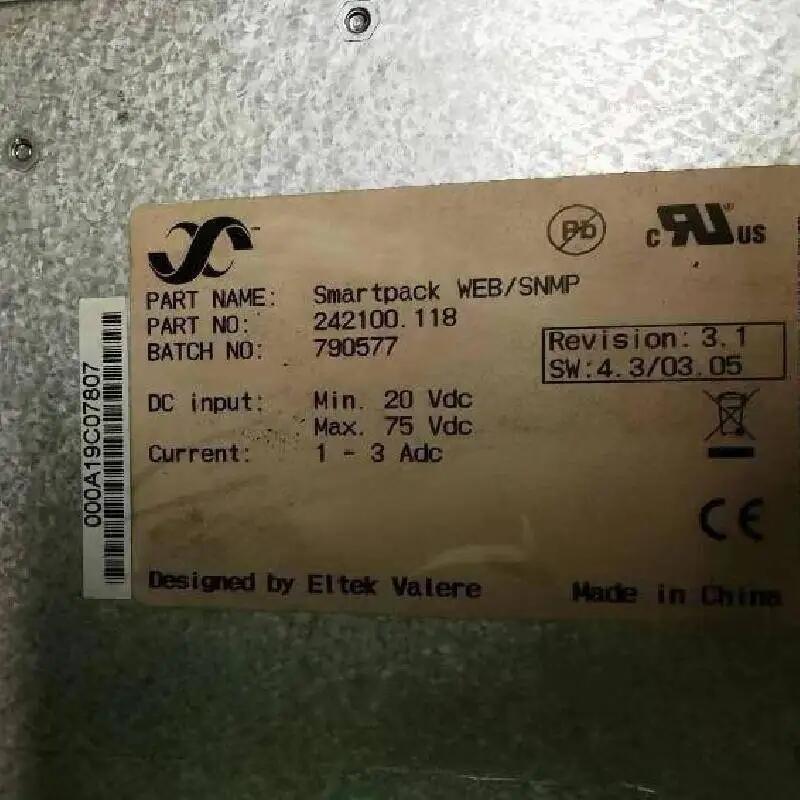 Pb
c RU US
PART NAME: Smartpack WEB/SNMP
PART NO: 242100.118
BATCH NO: 790577
Revision: 3.1
SW:4.3/03.05
DC input: Min. 20 Vdc
Max. 75 Vdc
Current: 1 - 3 Adc
CE
Designed by Eltek Valere
Made in China
000A19C07807